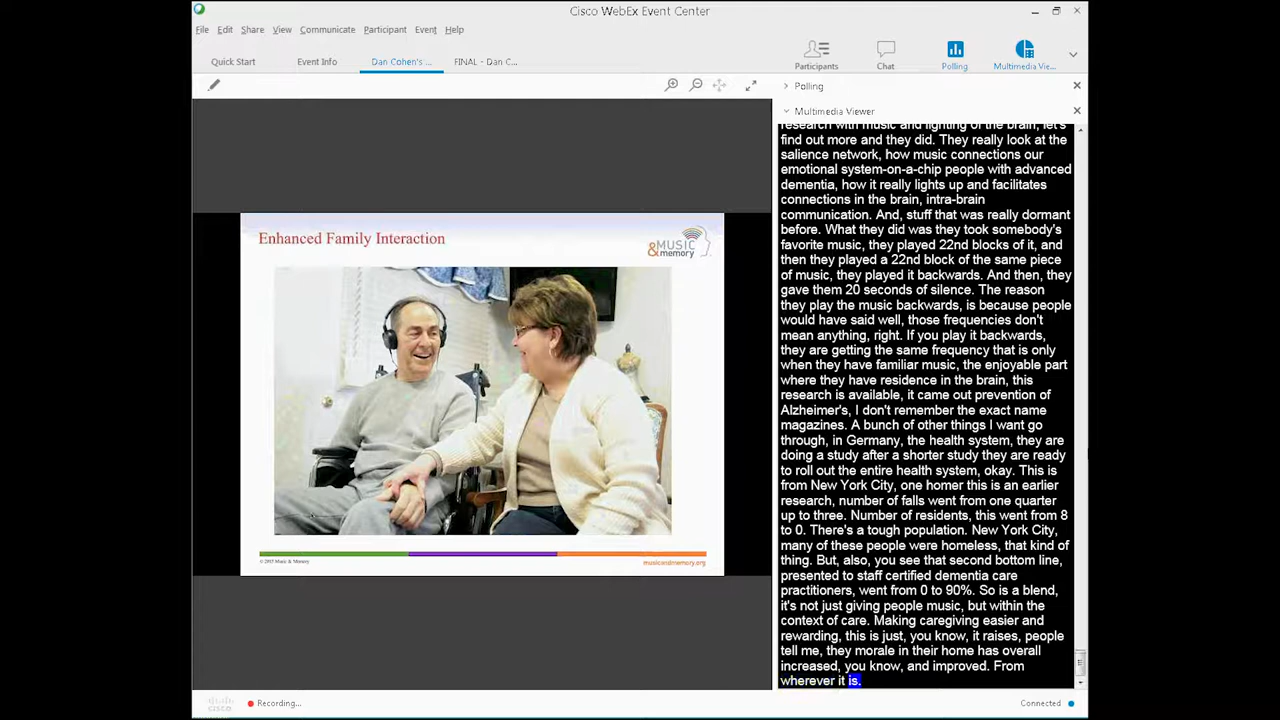 Cisco WebEx Event Center
File Edit Share View Communicate Participant Event Help
Quick Start Event Info Dan Cohen's ... FINAL - Dan C...
Participants Chat Polling Multimedia Vie...
Polling
Multimedia Viewer
research with music and lighting of the brain, let's
find out more and they did. They really look at the
salience network, how music connections our
emotional system-on-a-chip people with advanced
dementia, how it really lights up and facilitates
connections in the brain, intra-brain
communication. And, stuff that was really dormant
before. What they did was they took somebody's
favorite music, they played 22nd blocks of it, and
then they played a 22nd block of the same piece
of music, they played it backwards. And then, they
gave them 20 seconds of silence. The reason
they play the music backwards, is because people
would have said well, those frequencies don't
mean anything, right. If you play it backwards,
they are getting the same frequency that is only
when they have familiar music, the enjoyable part
where they have residence in the brain, this
research is available, it came out prevention of
Alzheimer's, I don't remember the exact name
magazines. A bunch of other things I want go
through, in Germany, the health system, they are
doing a study after a shorter study they are ready
to roll out the entire health system, okay. This is
from New York City, one homer this is an earlier
research, number of falls went from one quarter
up to three. Number of residents, this went from 8
to 0. There's a tough population. New York City,
many of these people were homeless, that kind of
thing. But, also, you see that second bottom line,
presented to staff certified dementia care
practitioners, went from 0 to 90%. So is a blend,
it's not just giving people music, but within the
context of care. Making caregiving easier and
rewarding, this is just, you know, it raises, people
tell me, they morale in their home has overall
increased, you know, and improved. From
wherever it is.
Enhanced Family Interaction
MUSIC
&memory
© 2015 Music & Memory
musicandmemory.org
cisco
Recording...
Connected